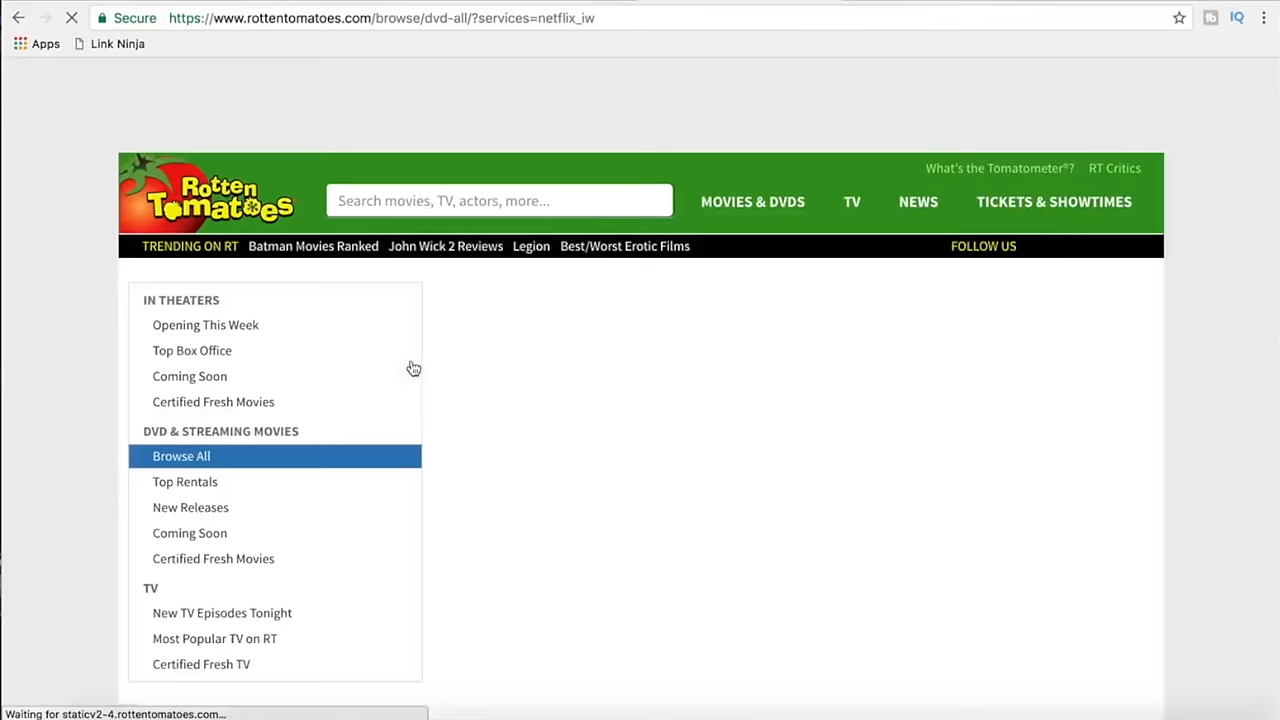 Secure https://www.rottentomatoes.com/browse/dvd-all/?services=netflix_iw
tb IQ
Apps Link Ninja
What's the Tomatometer®? RT Critics
Rotten Tomatoes
Search movies, TV, actors, more...
MOVIES & DVDS TV NEWS TICKETS & SHOWTIMES
TRENDING ON RT Batman Movies Ranked John Wick 2 Reviews Legion Best/Worst Erotic Films FOLLOW US
IN THEATERS
Opening This Week
Top Box Office
Coming Soon
Certified Fresh Movies
DVD & STREAMING MOVIES
Browse All
Top Rentals
New Releases
Coming Soon
Certified Fresh Movies
TV
New TV Episodes Tonight
Most Popular TV on RT
Certified Fresh TV
Waiting for staticv2-4.rottentomatoes.com...